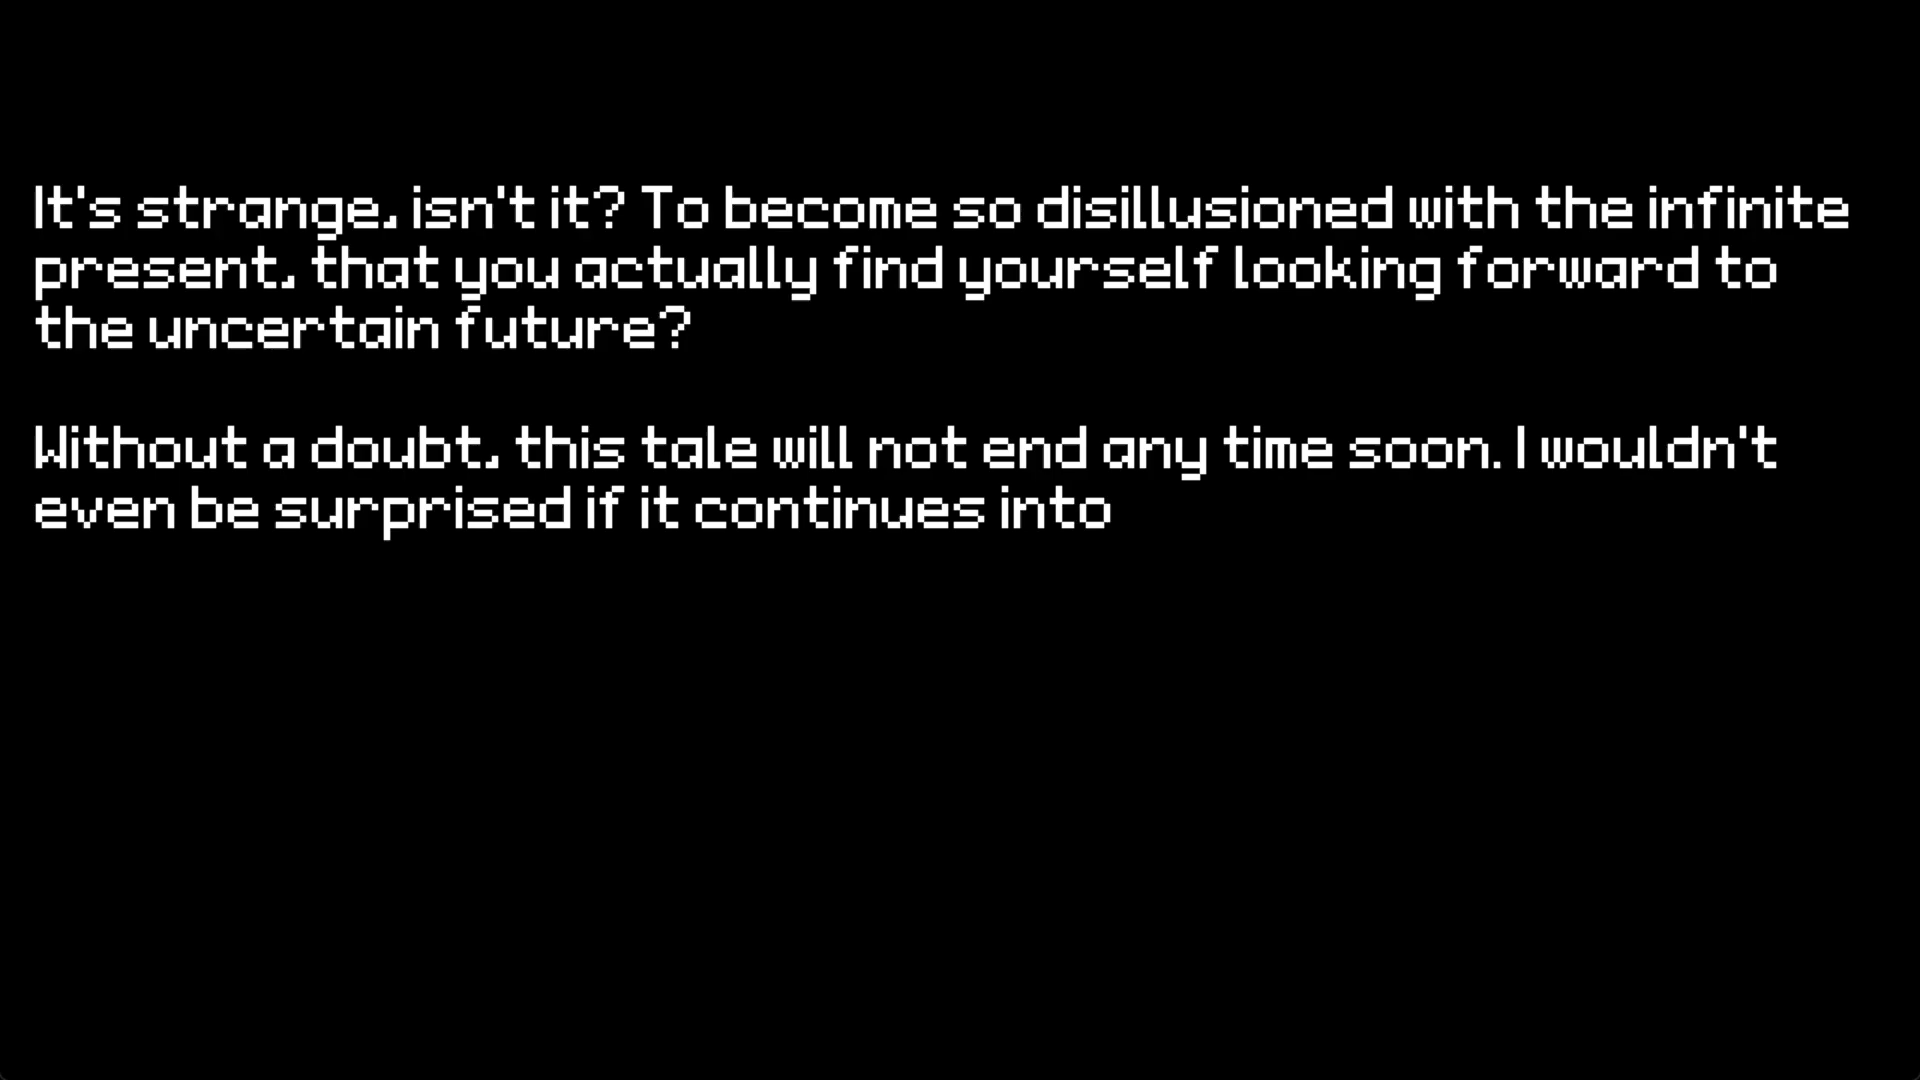 It's strange, isn't it? To become so disillusioned with the infinite
present, that you actually find yourself looking forward to
the uncertain future?
Without a doubt, this tale will not end any time soon. I wouldn't
even be surprised if it continues into